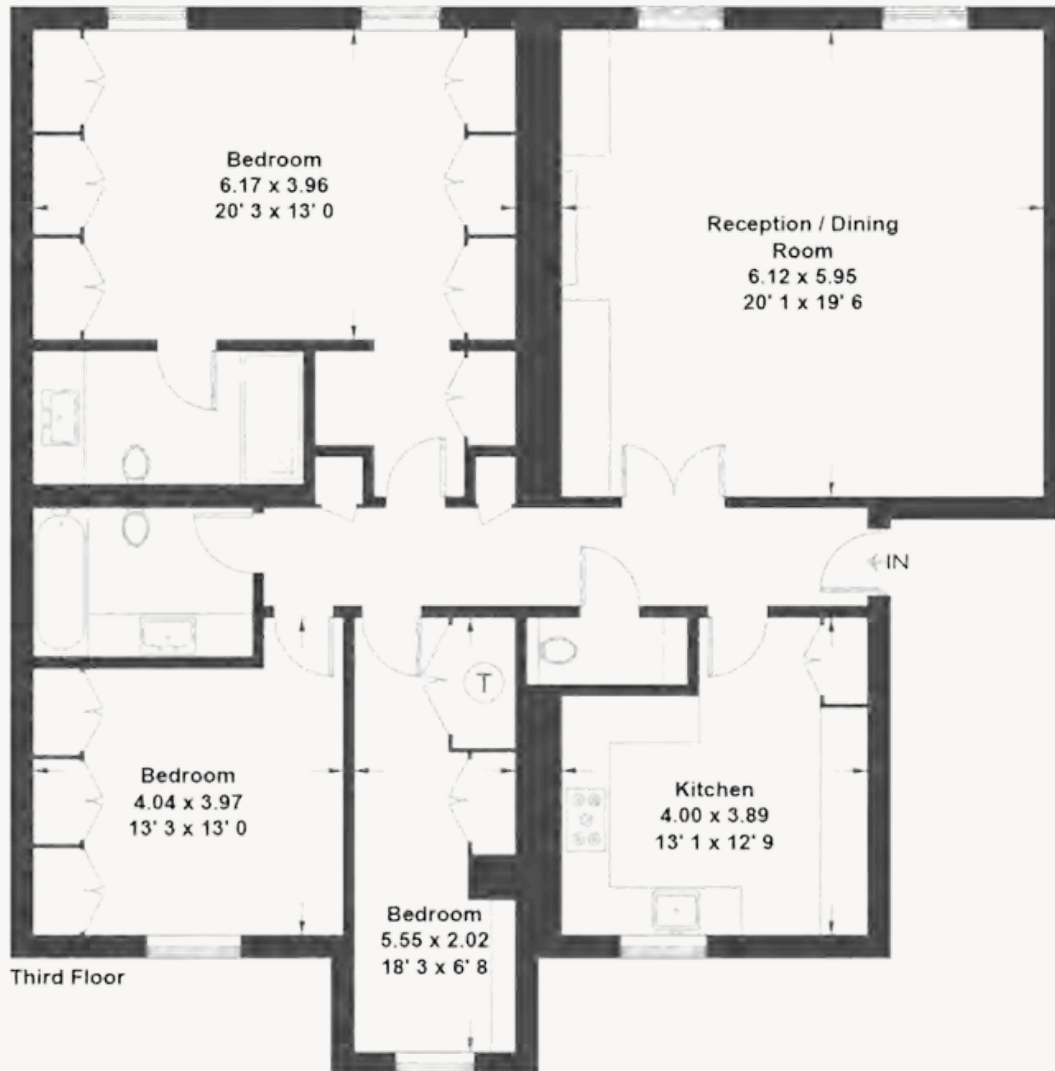 Bedroom
6.17 x 3.96
20' 3 x 13' 0
Reception / Dining
Room
6.12 x 5.95
20' 1 x 19' 6
IN
T
Bedroom
4.04 x 3.97
13' 3 x 13' 0
Kitchen
4.00 x 3.89
13' 1 x 12' 9
Bedroom
5.55 x 2.02
18' 3 x 6' 8
Third Floor